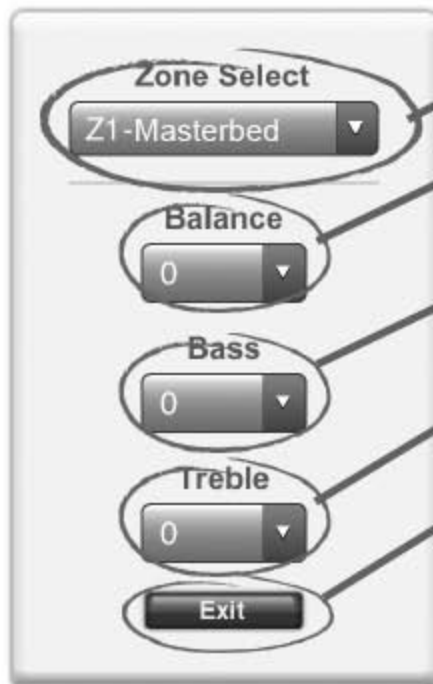 Zone Select
Z1-Masterbed
Balance
0
Bass
0
Treble
0
Exit